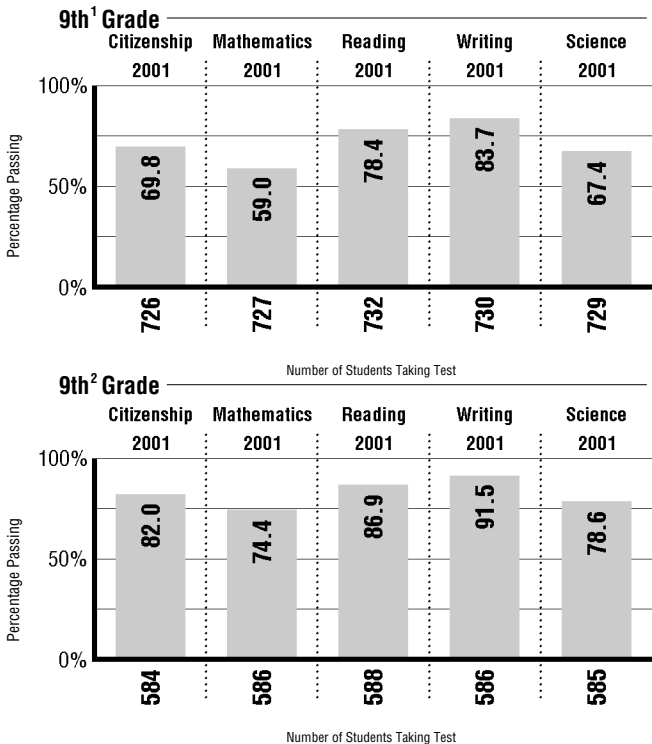 9th¹ Grade
Citizenship Mathematics Reading Writing Science
2001 2001 2001 2001 2001
100%
50%
0%
Percentage Passing
69.8 59.0 78.4 83.7 67.4
726 727 732 730 729
Number of Students Taking Test
9th² Grade
Citizenship Mathematics Reading Writing Science
2001 2001 2001 2001 2001
100%
50%
0%
Percentage Passing
82.0 74.4 86.9 91.5 78.6
584 586 588 586 585
Number of Students Taking Test